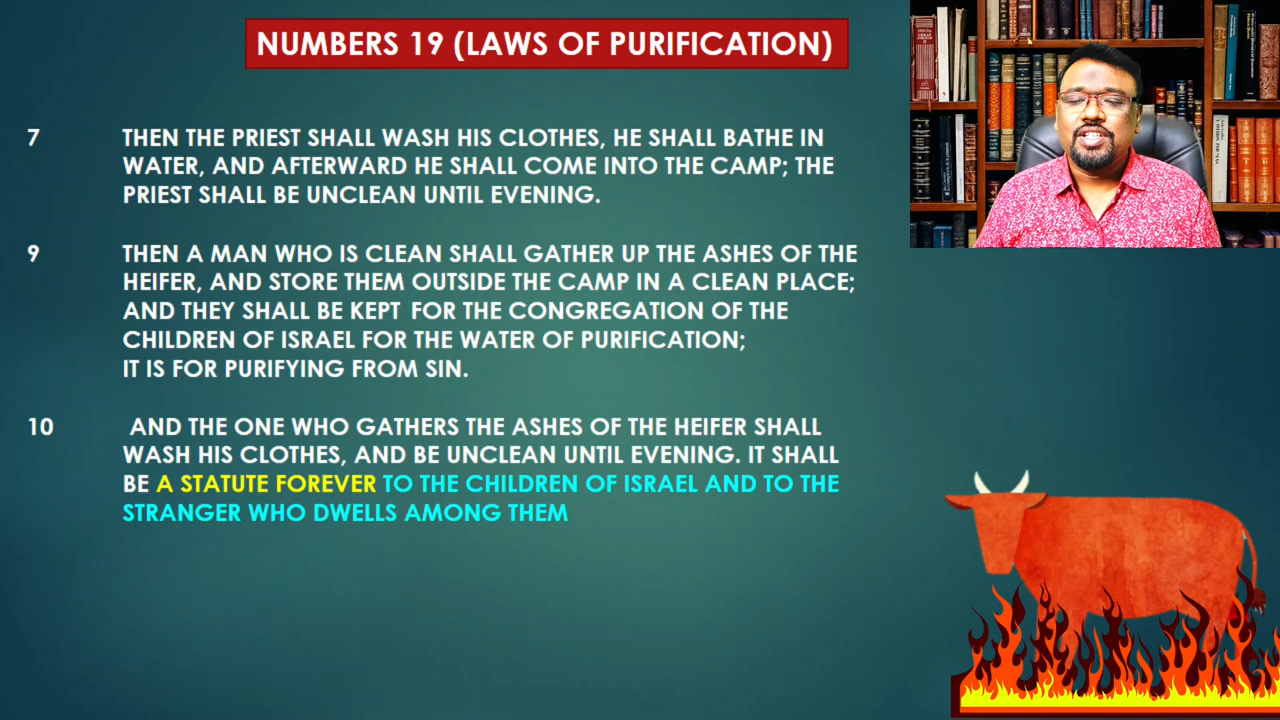 NUMBERS 19 (LAWS OF PURIFICATION)
7 THEN THE PRIEST SHALL WASH HIS CLOTHES, HE SHALL BATHE IN
WATER, AND AFTERWARD HE SHALL COME INTO THE CAMP; THE
PRIEST SHALL BE UNCLEAN UNTIL EVENING.
9 THEN A MAN WHO IS CLEAN SHALL GATHER UP THE ASHES OF THE
HEIFER, AND STORE THEM OUTSIDE THE CAMP IN A CLEAN PLACE;
AND THEY SHALL BE KEPT FOR THE CONGREGATION OF THE
CHILDREN OF ISRAEL FOR THE WATER OF PURIFICATION;
IT IS FOR PURIFYING FROM SIN.
10 AND THE ONE WHO GATHERS THE ASHES OF THE HEIFER SHALL
WASH HIS CLOTHES, AND BE UNCLEAN UNTIL EVENING. IT SHALL
BE A STATUTE FOREVER TO THE CHILDREN OF ISRAEL AND TO THE
STRANGER WHO DWELLS AMONG THEM